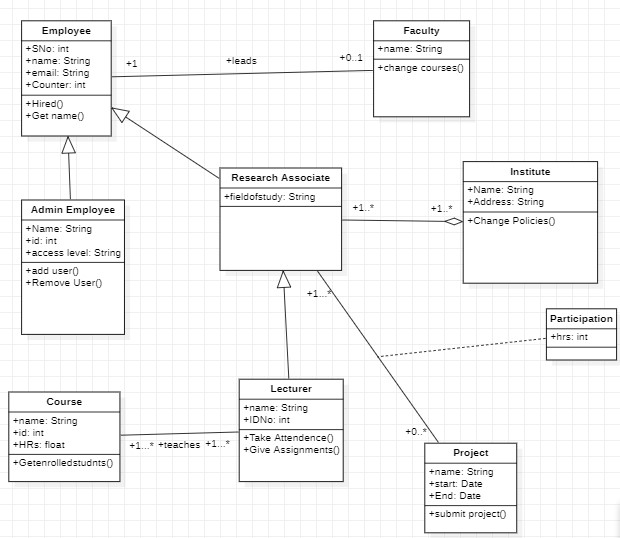 Employee
+SNo: int
+name: String
+email: String
+Counter: int
+Hired()
+Get name()
+1
+leads
+0..1
Faculty
+name: String
+change courses()
Research Associate
+fieldofstudy: String
+1..*
+1..*
Institute
+Name: String
+Address: String
+Change Policies()
Admin Employee
+Name: String
+id: int
+access level: String
+add user()
+Remove User()
+1...*
Participation
+hrs: int
Course
+name: String
+id: int
+HRs: float
+Getenrolledstudnts()
+1...* +teaches +1...*
Lecturer
+name: String
+IDNo: int
+Take Attendence()
+Give Assignments()
+0..*
Project
+name: String
+start: Date
+End: Date
+submit project()